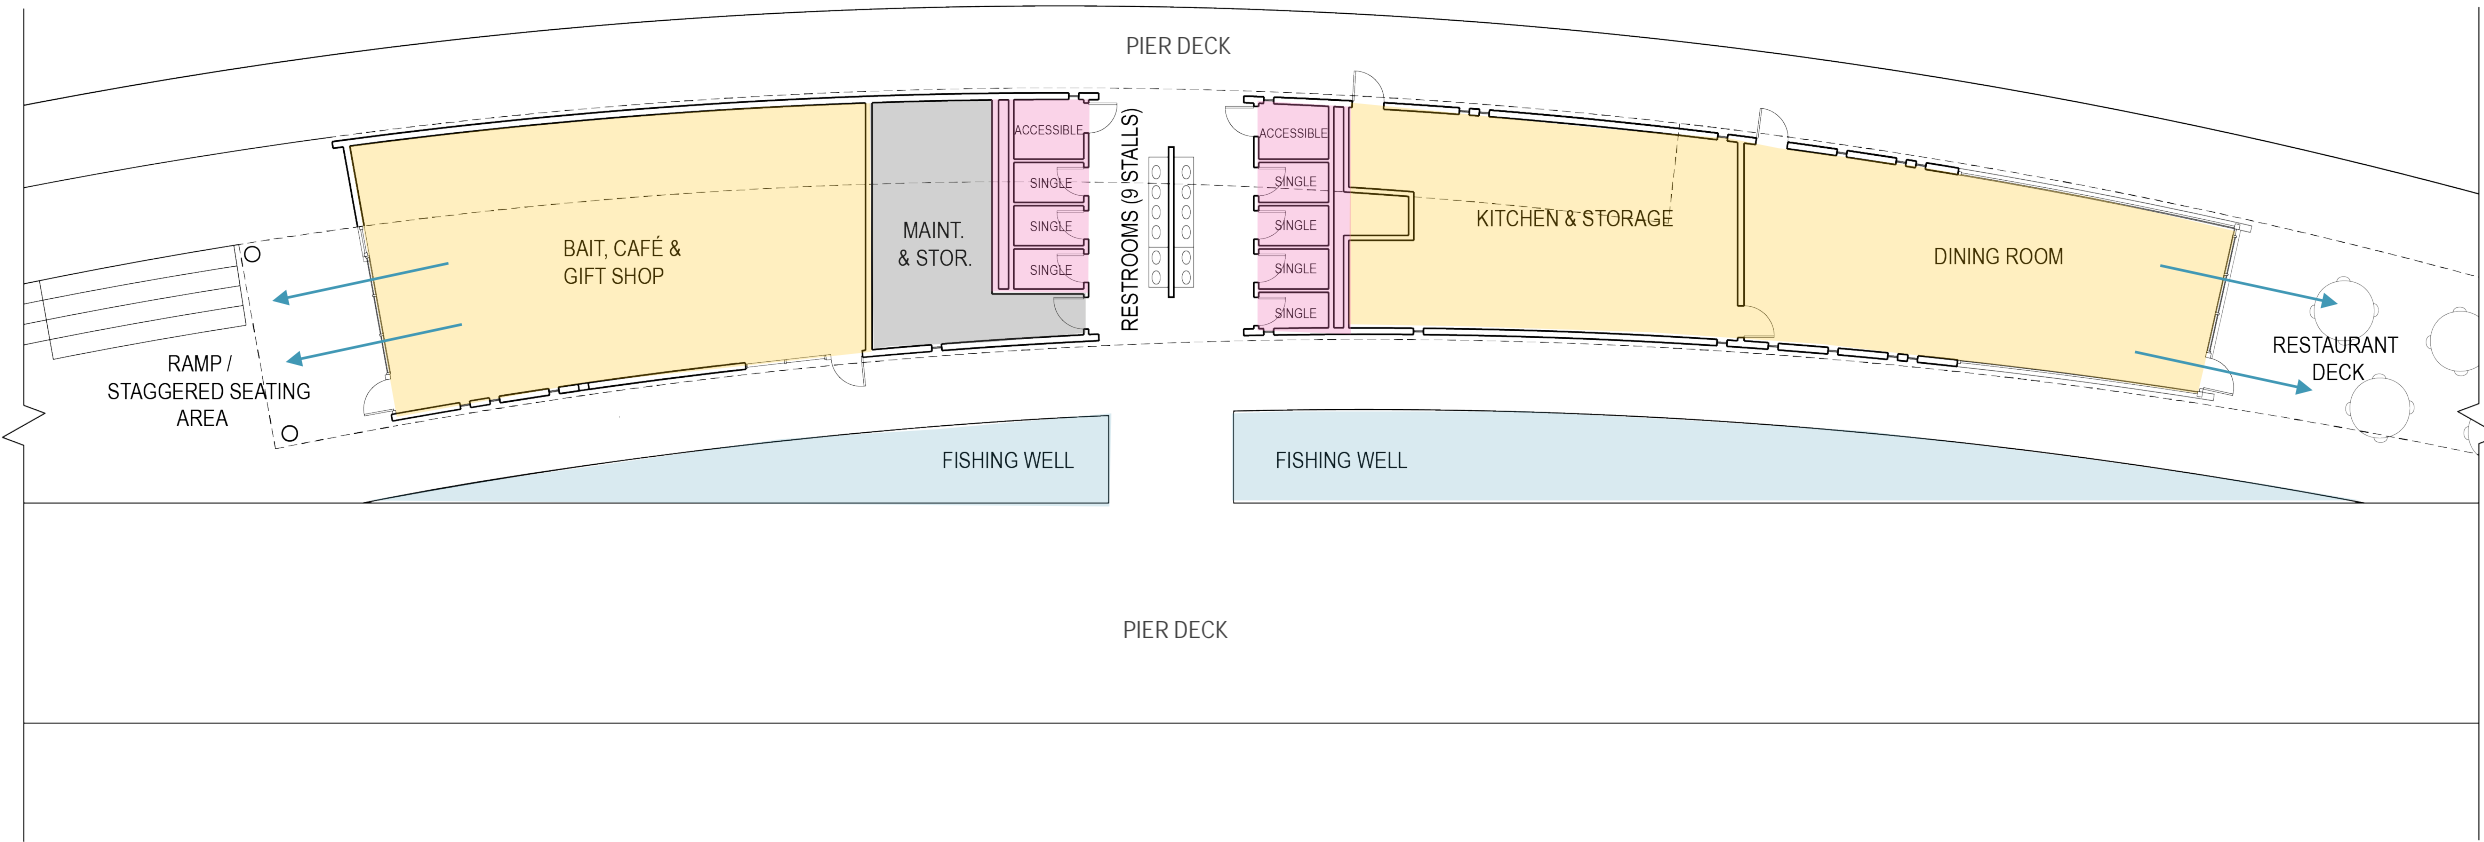 PIER DECK
BAIT, CAFÉ &
GIFT SHOP
MAINT.
& STOR.
ACCESSIBLE
SINGLE
SINGLE
SINGLE
RESTROOMS (9 STALLS)
ACCESSIBLE
SINGLE
SINGLE
SINGLE
SINGLE
KITCHEN & STORAGE
DINING ROOM
RAMP /
STAGGERED SEATING
AREA
RESTAURANT
DECK
FISHING WELL
FISHING WELL
PIER DECK